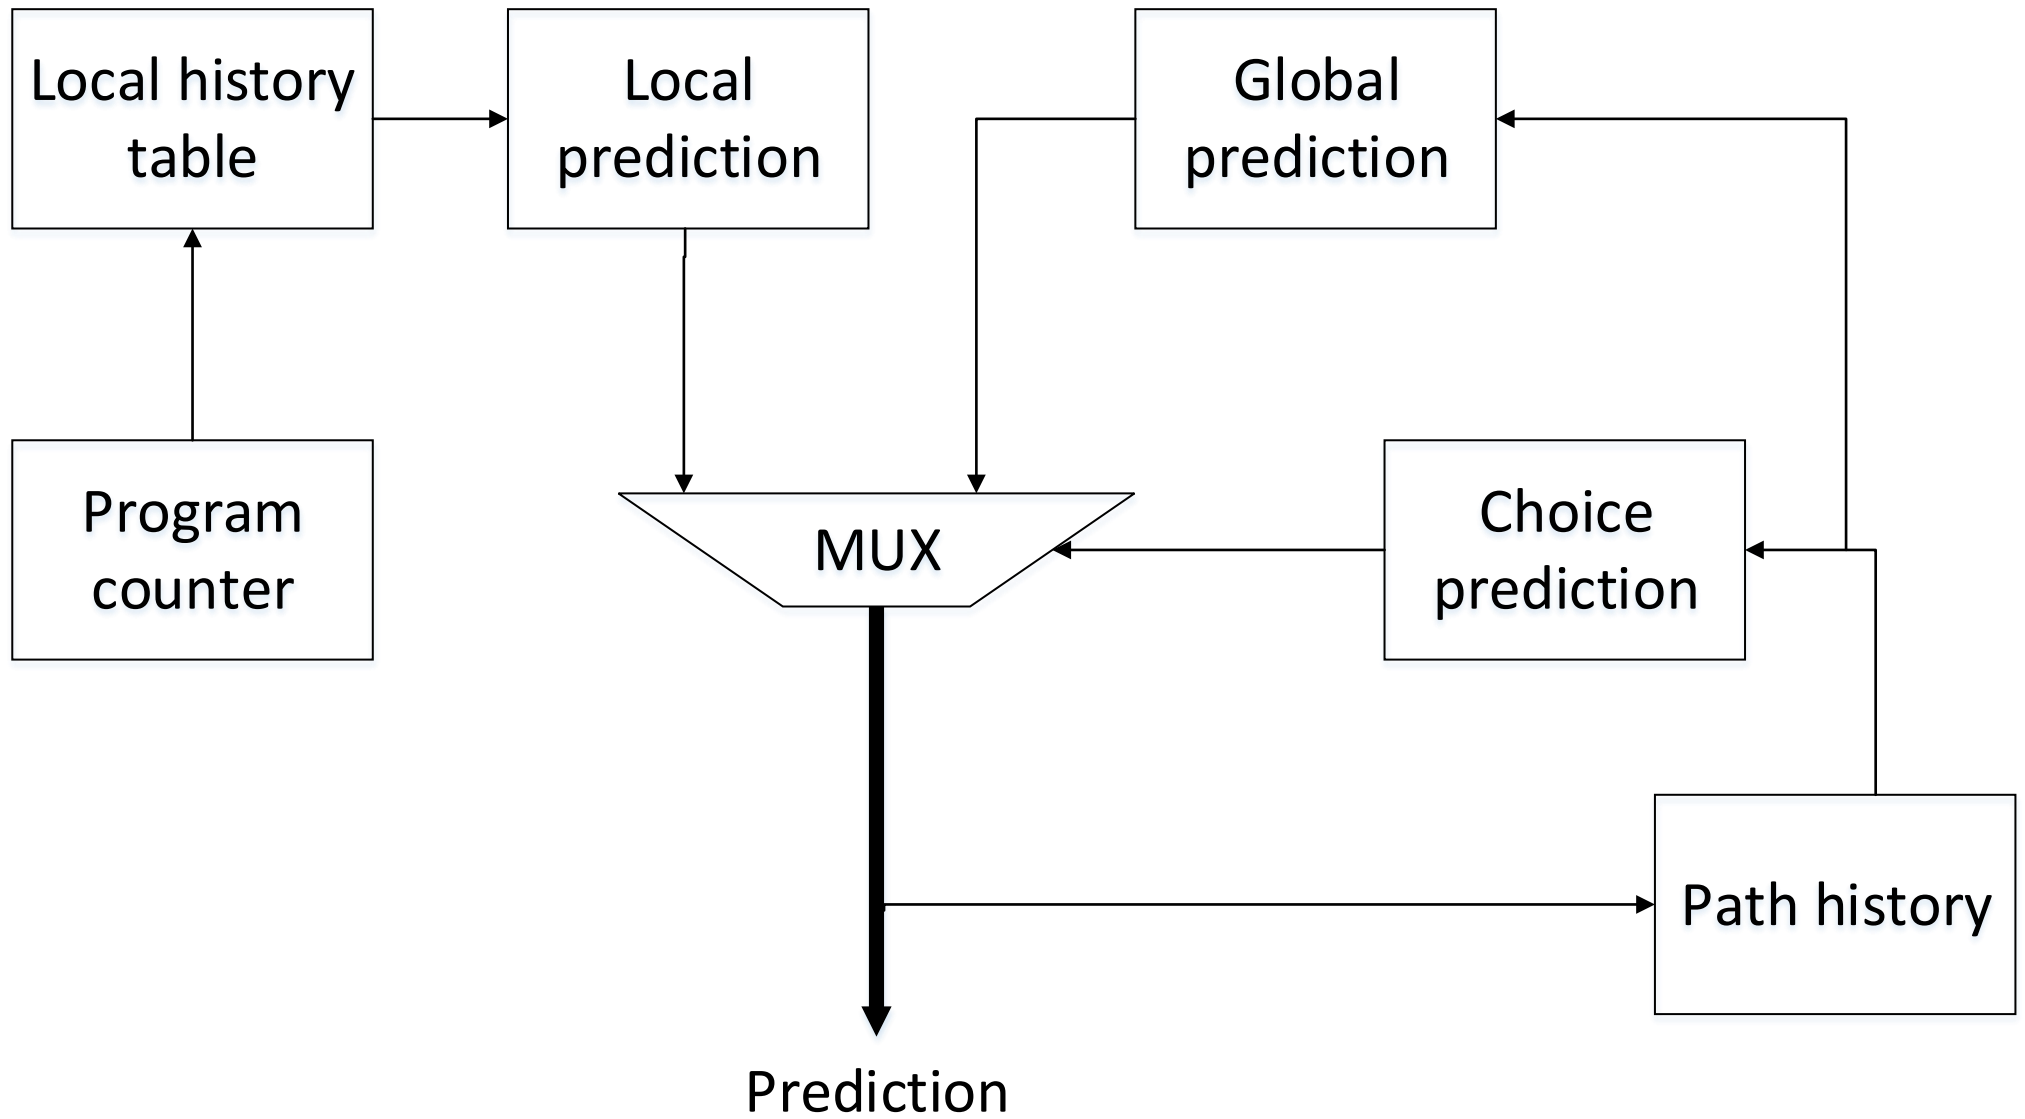 Local history
table
Local
prediction
Global
prediction
Program
counter
MUX
Choice
prediction
Path history
Prediction